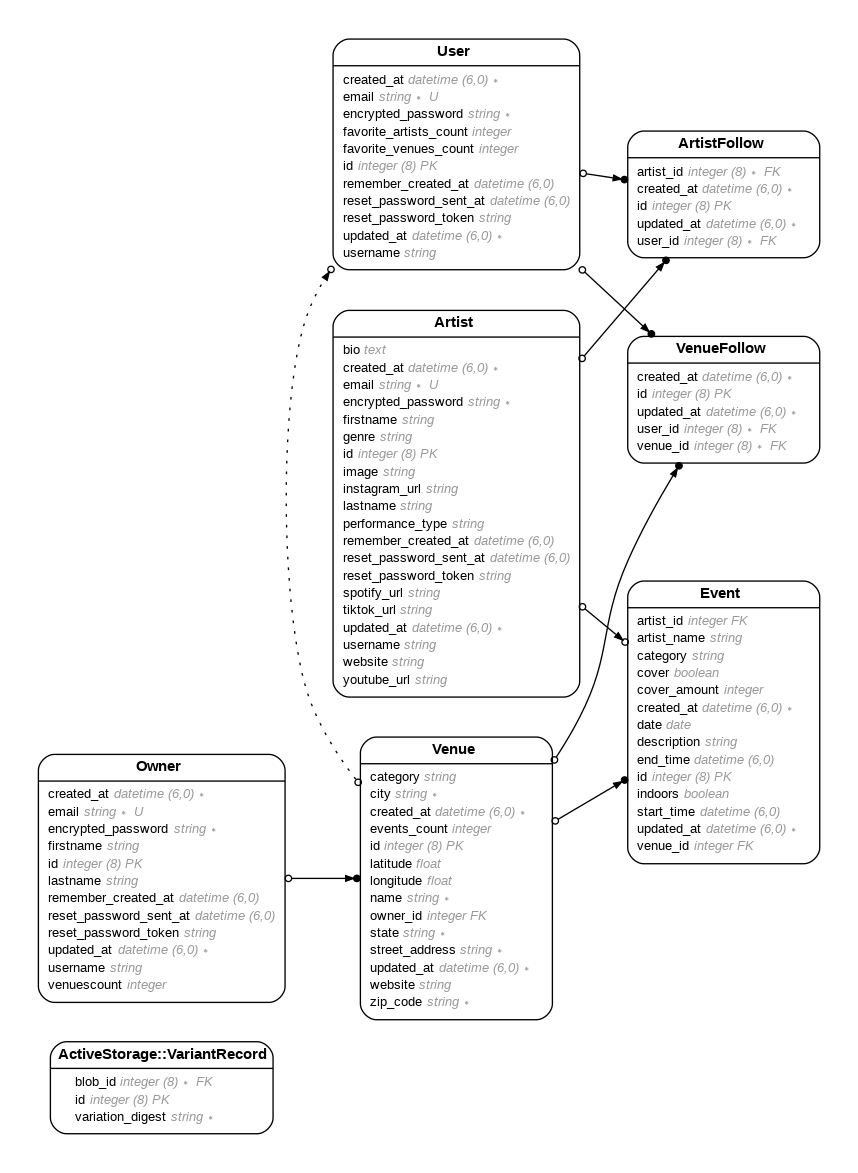 User
created_at datetime (6,0) ∗
email string ∗ U
encrypted_password string ∗
favorite_artists_count integer
favorite_venues_count integer
id integer (8) PK
remember_created_at datetime (6,0)
reset_password_sent_at datetime (6,0)
reset_password_token string
updated_at datetime (6,0) ∗
username string
ArtistFollow
artist_id integer (8) ∗ FK
created_at datetime (6,0) ∗
id integer (8) PK
updated_at datetime (6,0) ∗
user_id integer (8) ∗ FK
Artist
bio text
created_at datetime (6,0) ∗
email string ∗ U
encrypted_password string ∗
firstname string
genre string
id integer (8) PK
image string
instagram_url string
lastname string
performance_type string
remember_created_at datetime (6,0)
reset_password_sent_at datetime (6,0)
reset_password_token string
spotify_url string
tiktok_url string
updated_at datetime (6,0) ∗
username string
website string
youtube_url string
VenueFollow
created_at datetime (6,0) ∗
id integer (8) PK
updated_at datetime (6,0) ∗
user_id integer (8) ∗ FK
venue_id integer (8) ∗ FK
Event
artist_id integer FK
artist_name string
category string
cover boolean
cover_amount integer
created_at datetime (6,0) ∗
date date
description string
end_time datetime (6,0)
id integer (8) PK
indoors boolean
start_time datetime (6,0)
updated_at datetime (6,0) ∗
venue_id integer FK
Owner
created_at datetime (6,0) ∗
email string ∗ U
encrypted_password string ∗
firstname string
id integer (8) PK
lastname string
remember_created_at datetime (6,0)
reset_password_sent_at datetime (6,0)
reset_password_token string
updated_at datetime (6,0) ∗
username string
venuescount integer
Venue
category string
city string ∗
created_at datetime (6,0) ∗
events_count integer
id integer (8) PK
latitude float
longitude float
name string ∗
owner_id integer FK
state string ∗
street_address string ∗
updated_at datetime (6,0) ∗
website string
zip_code string ∗
ActiveStorage::VariantRecord
blob_id integer (8) ∗ FK
id integer (8) PK
variation_digest string ∗